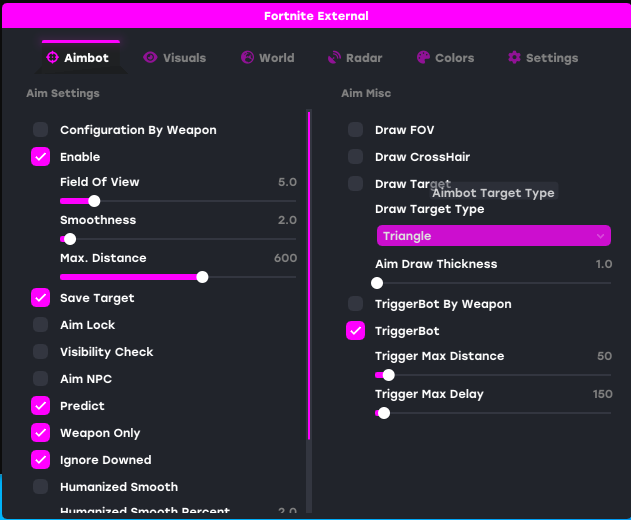 Fortnite External
Aimbot
Visuals
World
Radar
Colors
Settings
Aim Settings
Configuration By Weapon
Enable
Field Of View 5.0
Smoothness 2.0
Max. Distance 600
Save Target
Aim Lock
Visibility Check
Aim NPC
Predict
Weapon Only
Ignore Downed
Humanized Smooth
Humanized Smooth Percent 2.0
Aim Misc
Draw FOV
Draw CrossHair
Draw Target
Aimbot Target Type
Draw Target Type
Triangle
Aim Draw Thickness 1.0
TriggerBot By Weapon
TriggerBot
Trigger Max Distance 50
Trigger Max Delay 150